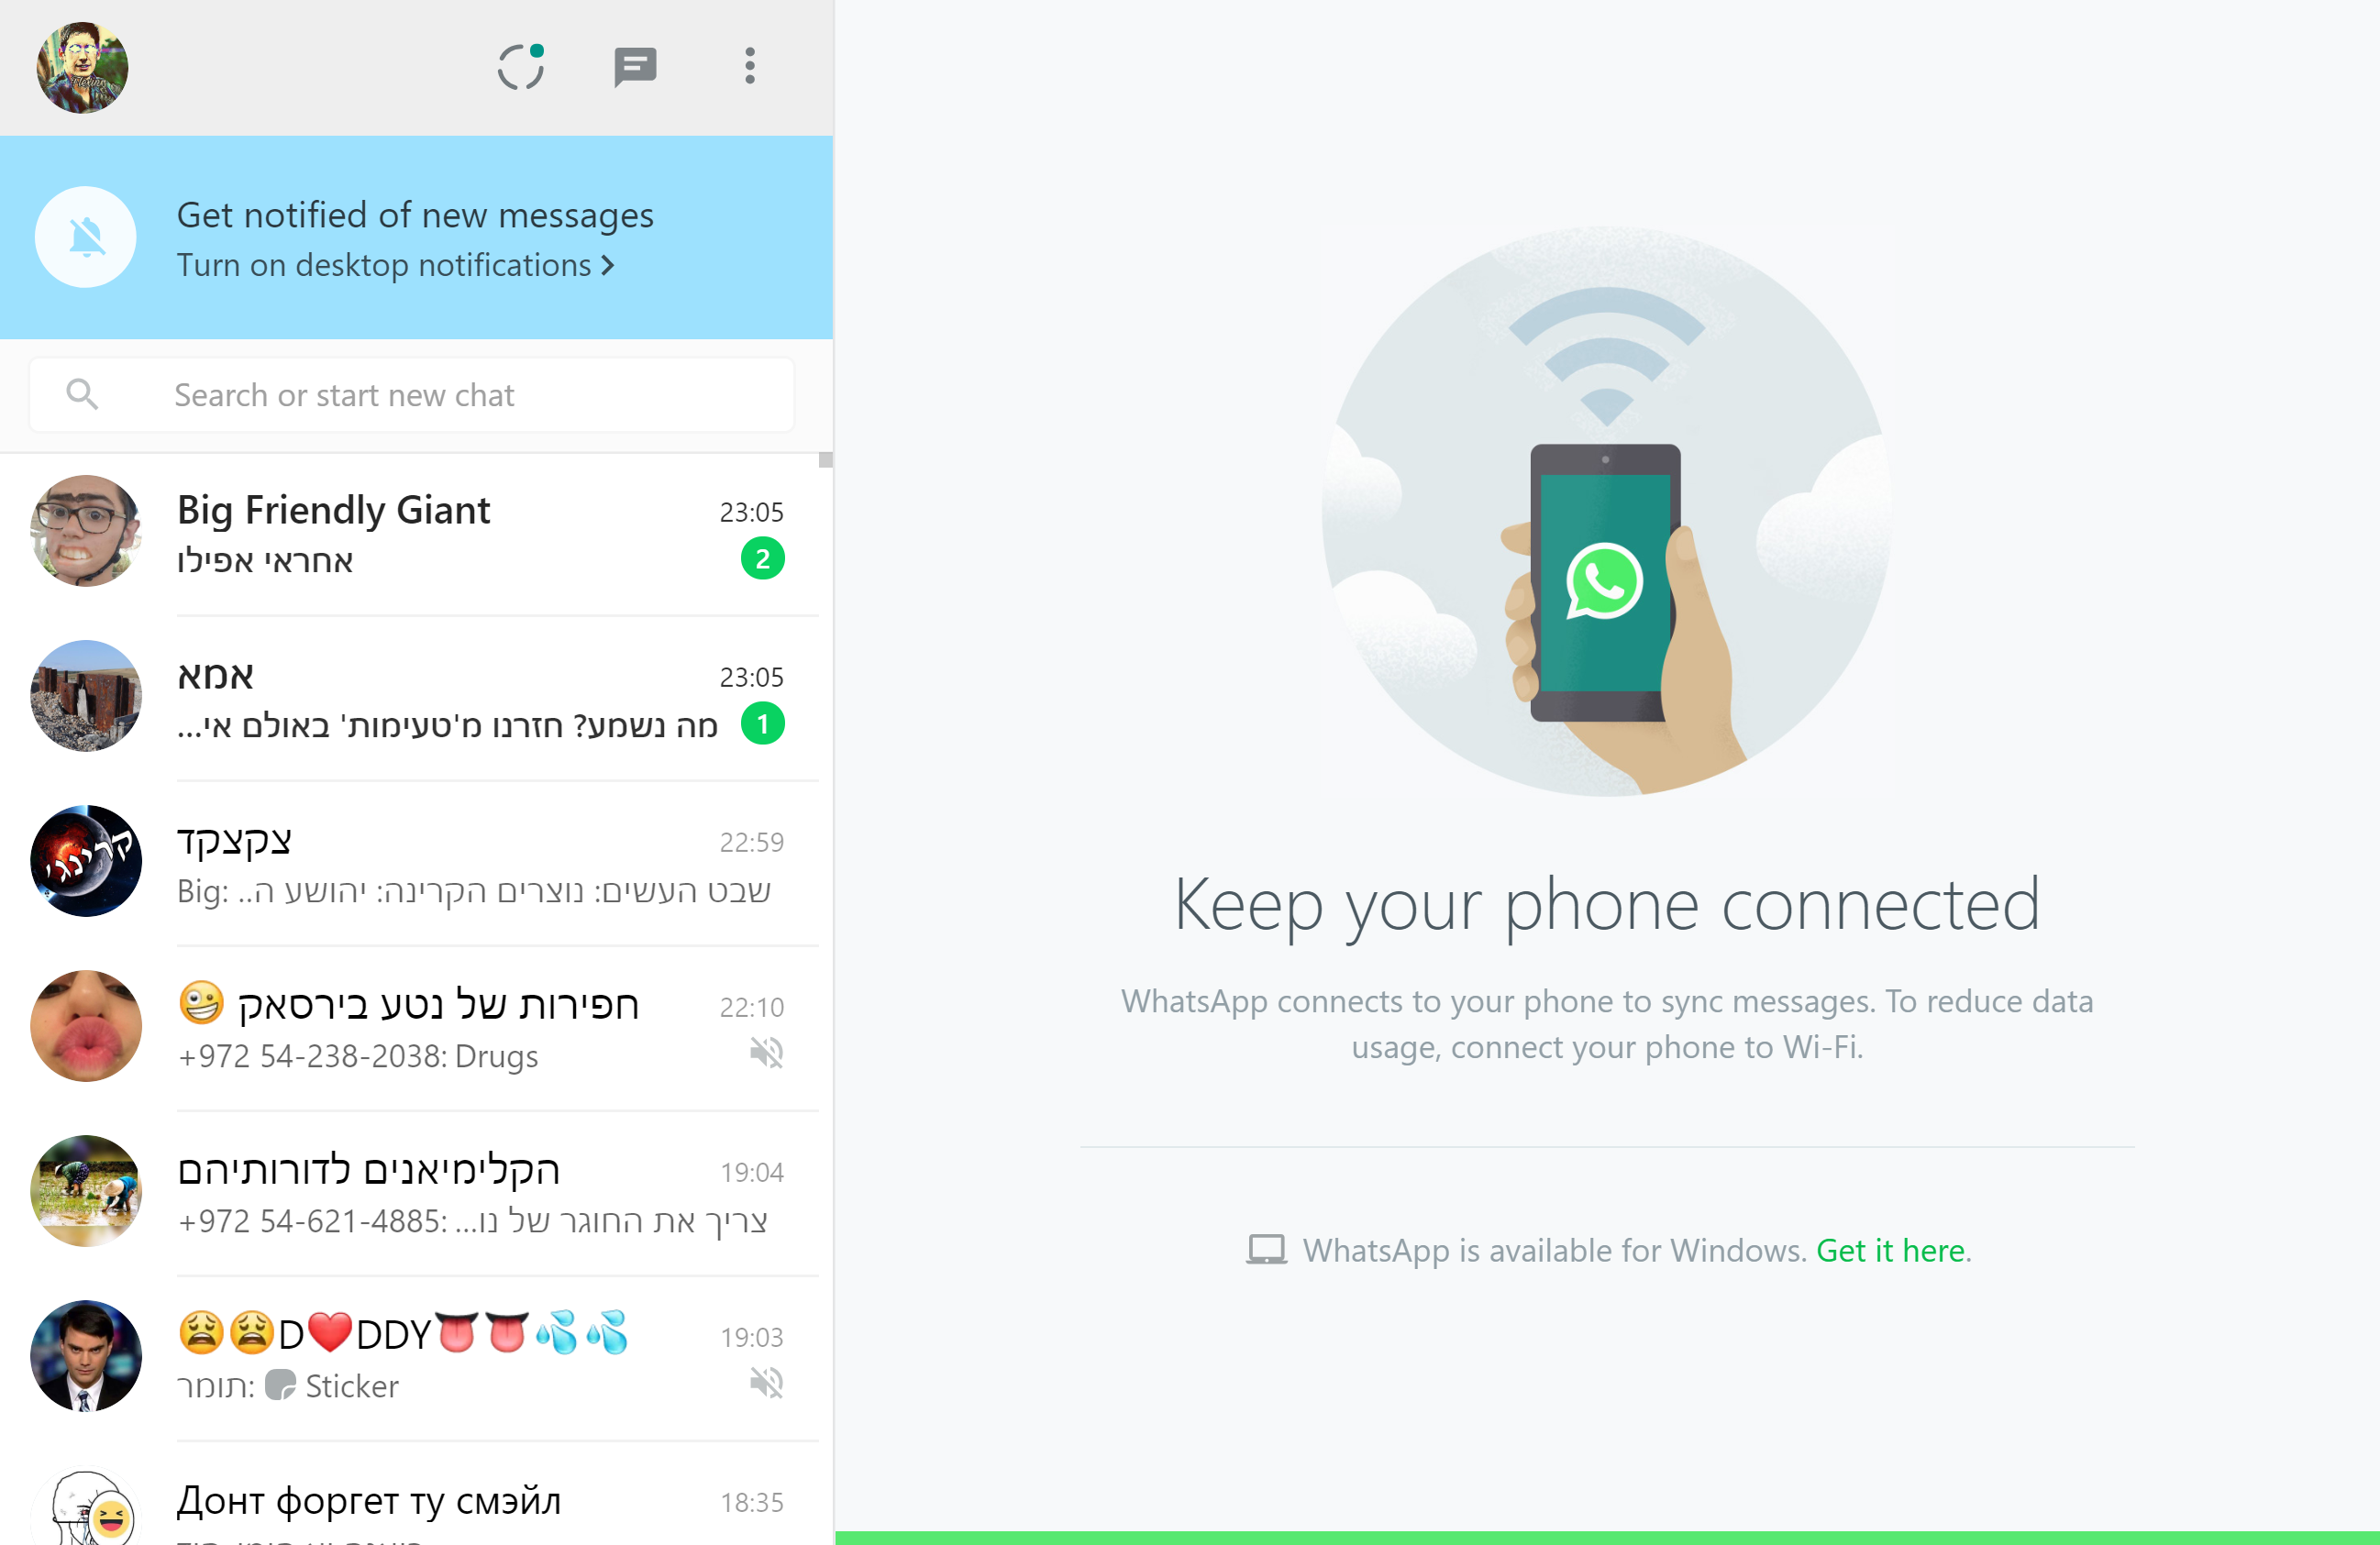 Get notified of new messages
Turn on desktop notifications
Search or start new chat
Big Friendly Giant
23:05
אחראי אפילו
2
אמא
23:05
מה נשמע? חזרנו מ'טעימות' באולם אי...
1
צקצקד
22:59
Big: שבט העשים: נוצרים הקרינה: יהושע ה..
קרינג'
😜 חפירות של נטע בירסאק
22:10
+972 54-238-2038: Drugs
הקלימיאנים לדורותיהם
19:04
+972 54-621-4885: צריך את החוגר של נו...
😩😩D❤️DDY👅👅💦💦
19:03
תומר: Sticker
Донт форгет ту смэйл
18:35
Keep your phone connected
WhatsApp connects to your phone to sync messages. To reduce data
usage, connect your phone to Wi-Fi.
WhatsApp is available for Windows. Get it here.